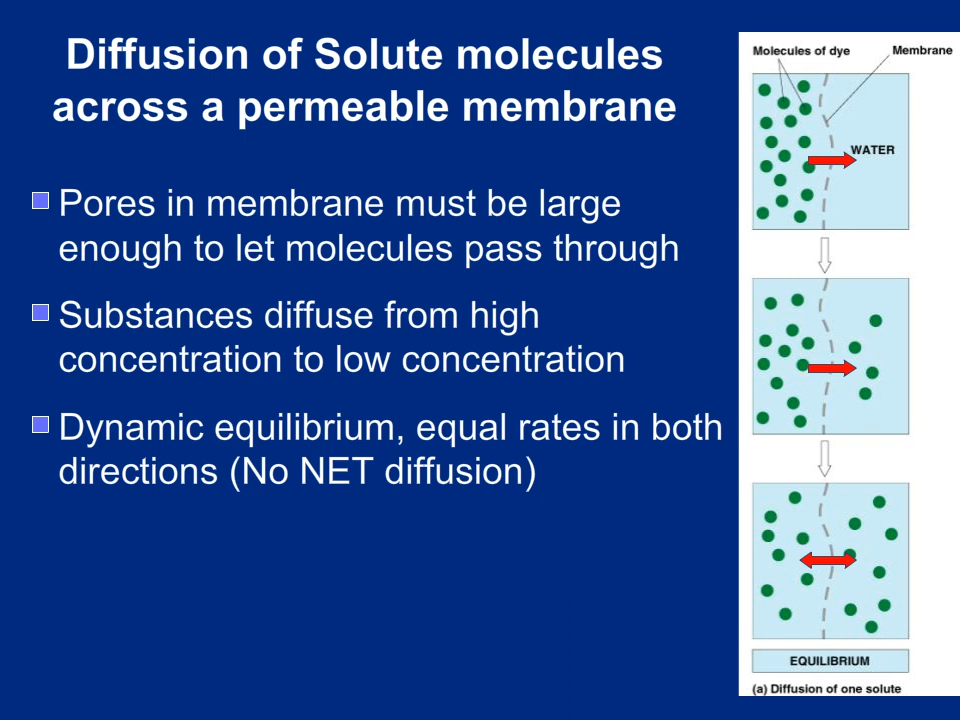 Diffusion of Solute molecules
across a permeable membrane
Pores in membrane must be large
enough to let molecules pass through
Substances diffuse from high
concentration to low concentration
Dynamic equilibrium, equal rates in both
directions (No NET diffusion)
Molecules of dye
Membrane
WATER
EQUILIBRIUM
(a) Diffusion of one solute